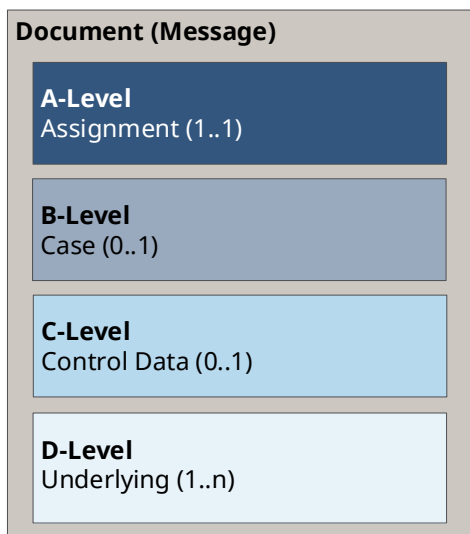 Document (Message)
A-Level
Assignment (1..1)
B-Level
Case (0..1)
C-Level
Control Data (0..1)
D-Level
Underlying (1..n)